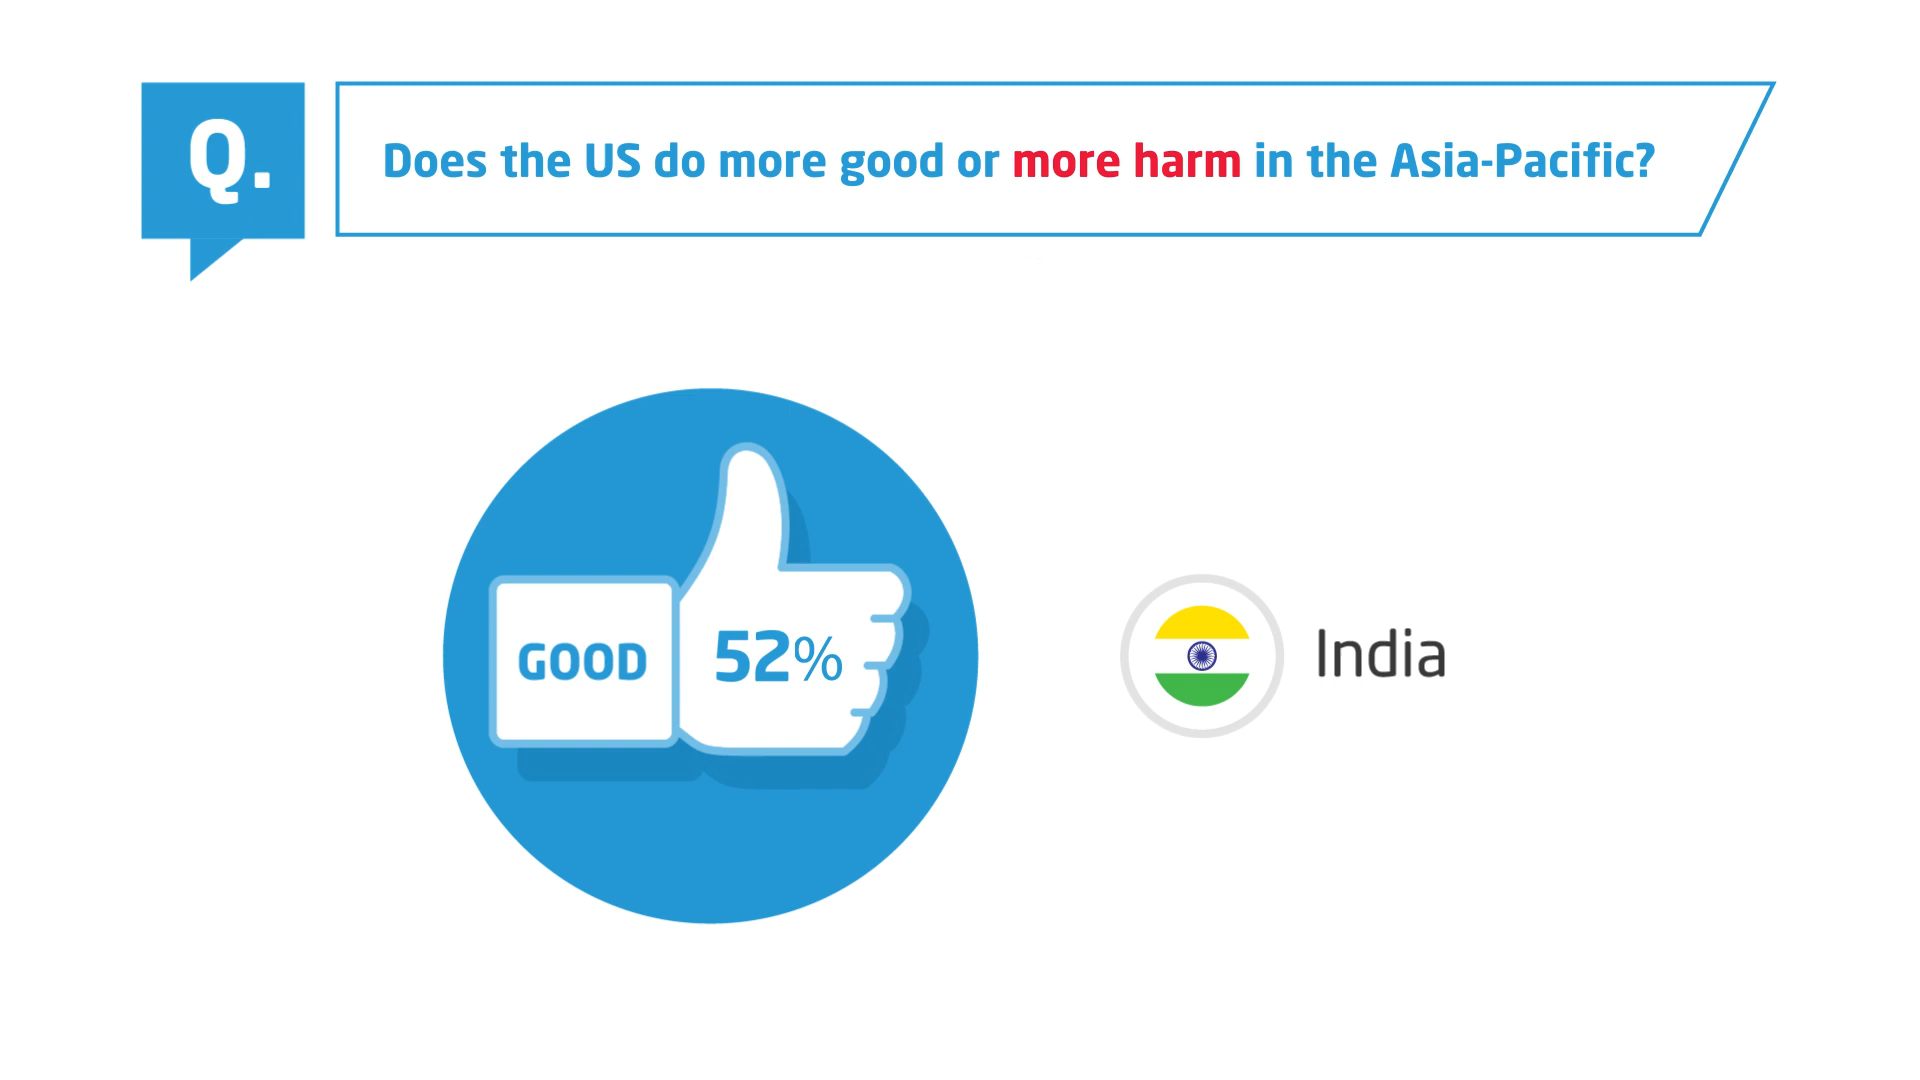 Q.
Does the US do more good or more harm in the Asia-Pacific?
GOOD
52%
India